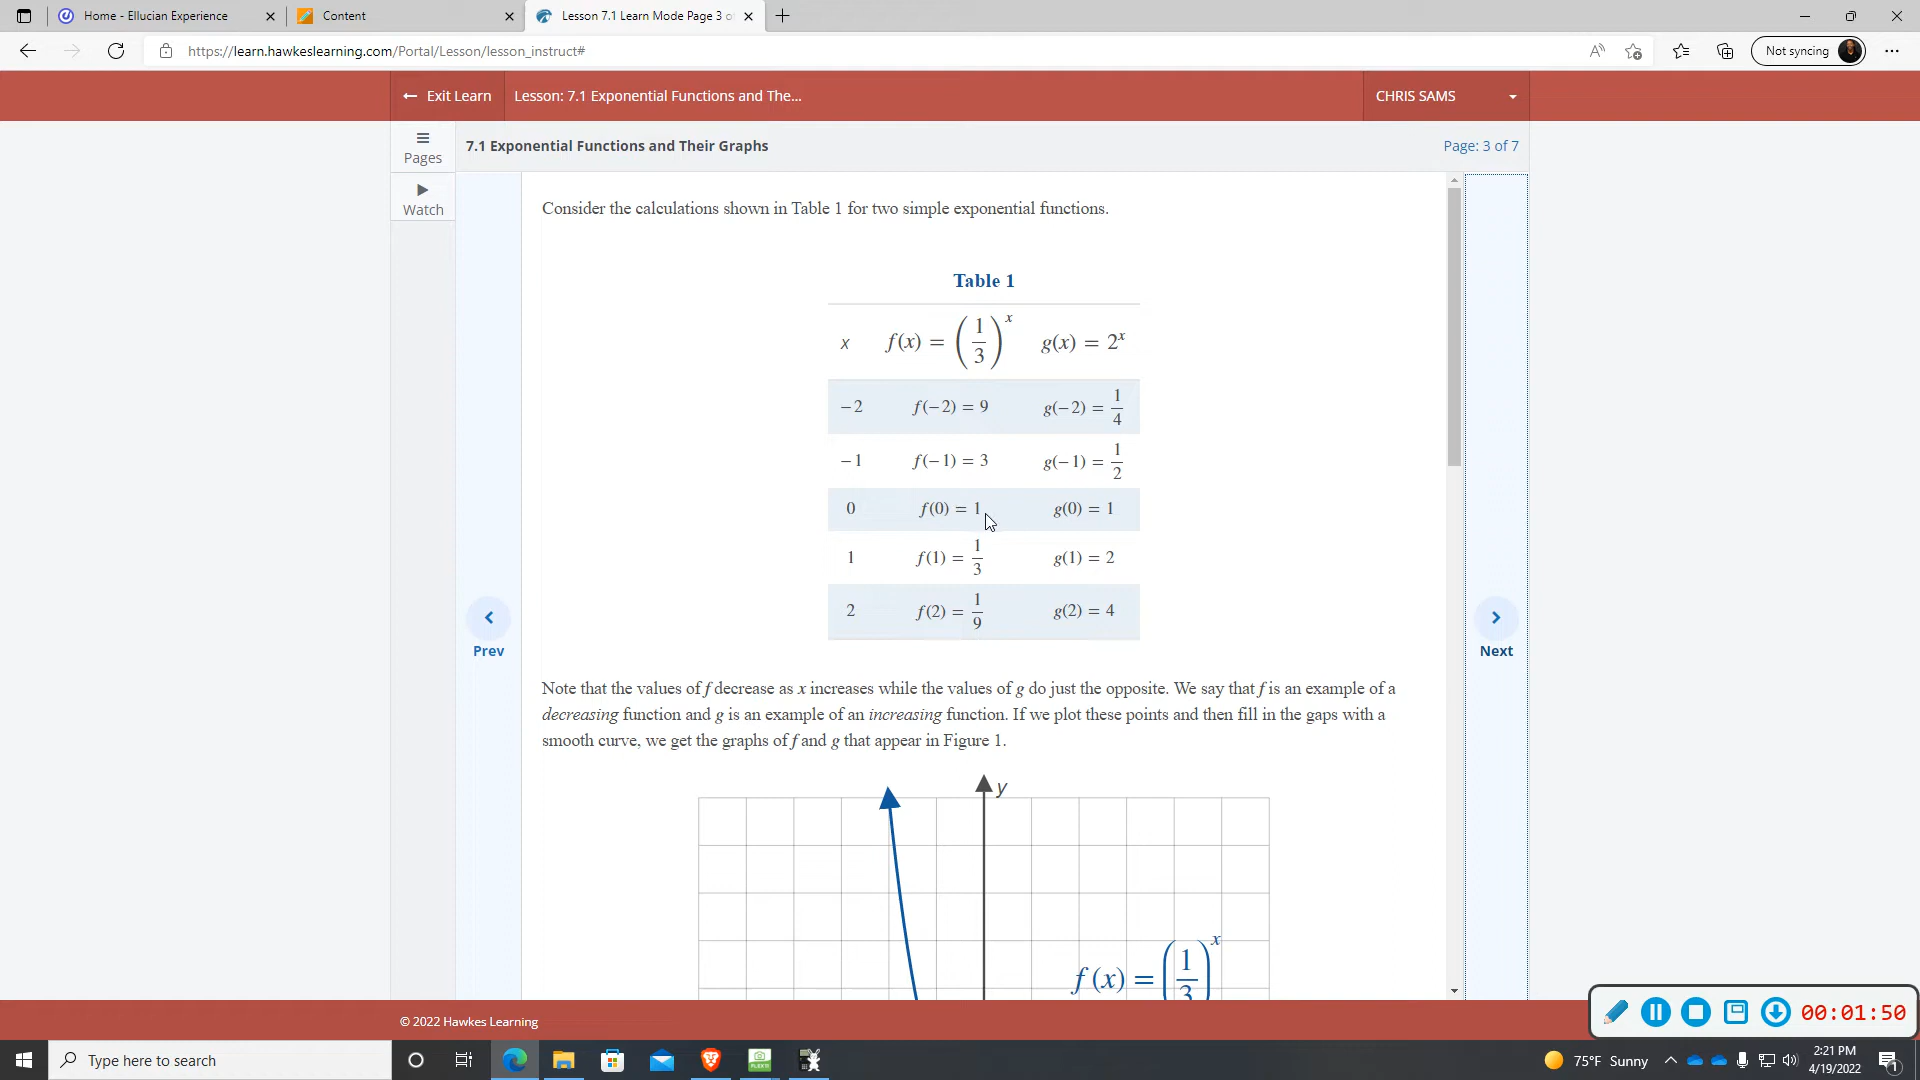 Home - Ellucian Experience
Content
Lesson 7.1 Learn Mode Page 3 o
https://learn.hawkeslearning.com/Portal/Lesson/lesson_instruct#
Not syncing
← Exit Learn
Lesson: 7.1 Exponential Functions and The...
CHRIS SAMS
Pages
7.1 Exponential Functions and Their Graphs
Page: 3 of 7
Watch
Consider the calculations shown in Table 1 for two simple exponential functions.
Table 1
x f(x) = (1/3)^x g(x) = 2^x
−2 f(−2) = 9 g(−2) = 1/4
−1 f(−1) = 3 g(−1) = 1/2
0 f(0) = 1 g(0) = 1
1 f(1) = 1/3 g(1) = 2
2 f(2) = 1/9 g(2) = 4
Prev
Next
Note that the values of f decrease as x increases while the values of g do just the opposite. We say that f is an example of a
decreasing function and g is an example of an increasing function. If we plot these points and then fill in the gaps with a
smooth curve, we get the graphs of f and g that appear in Figure 1.
y
f(x) = (1/3)^x
© 2022 Hawkes Learning
00:01:50
Type here to search
75°F Sunny
2:21 PM
4/19/2022
1